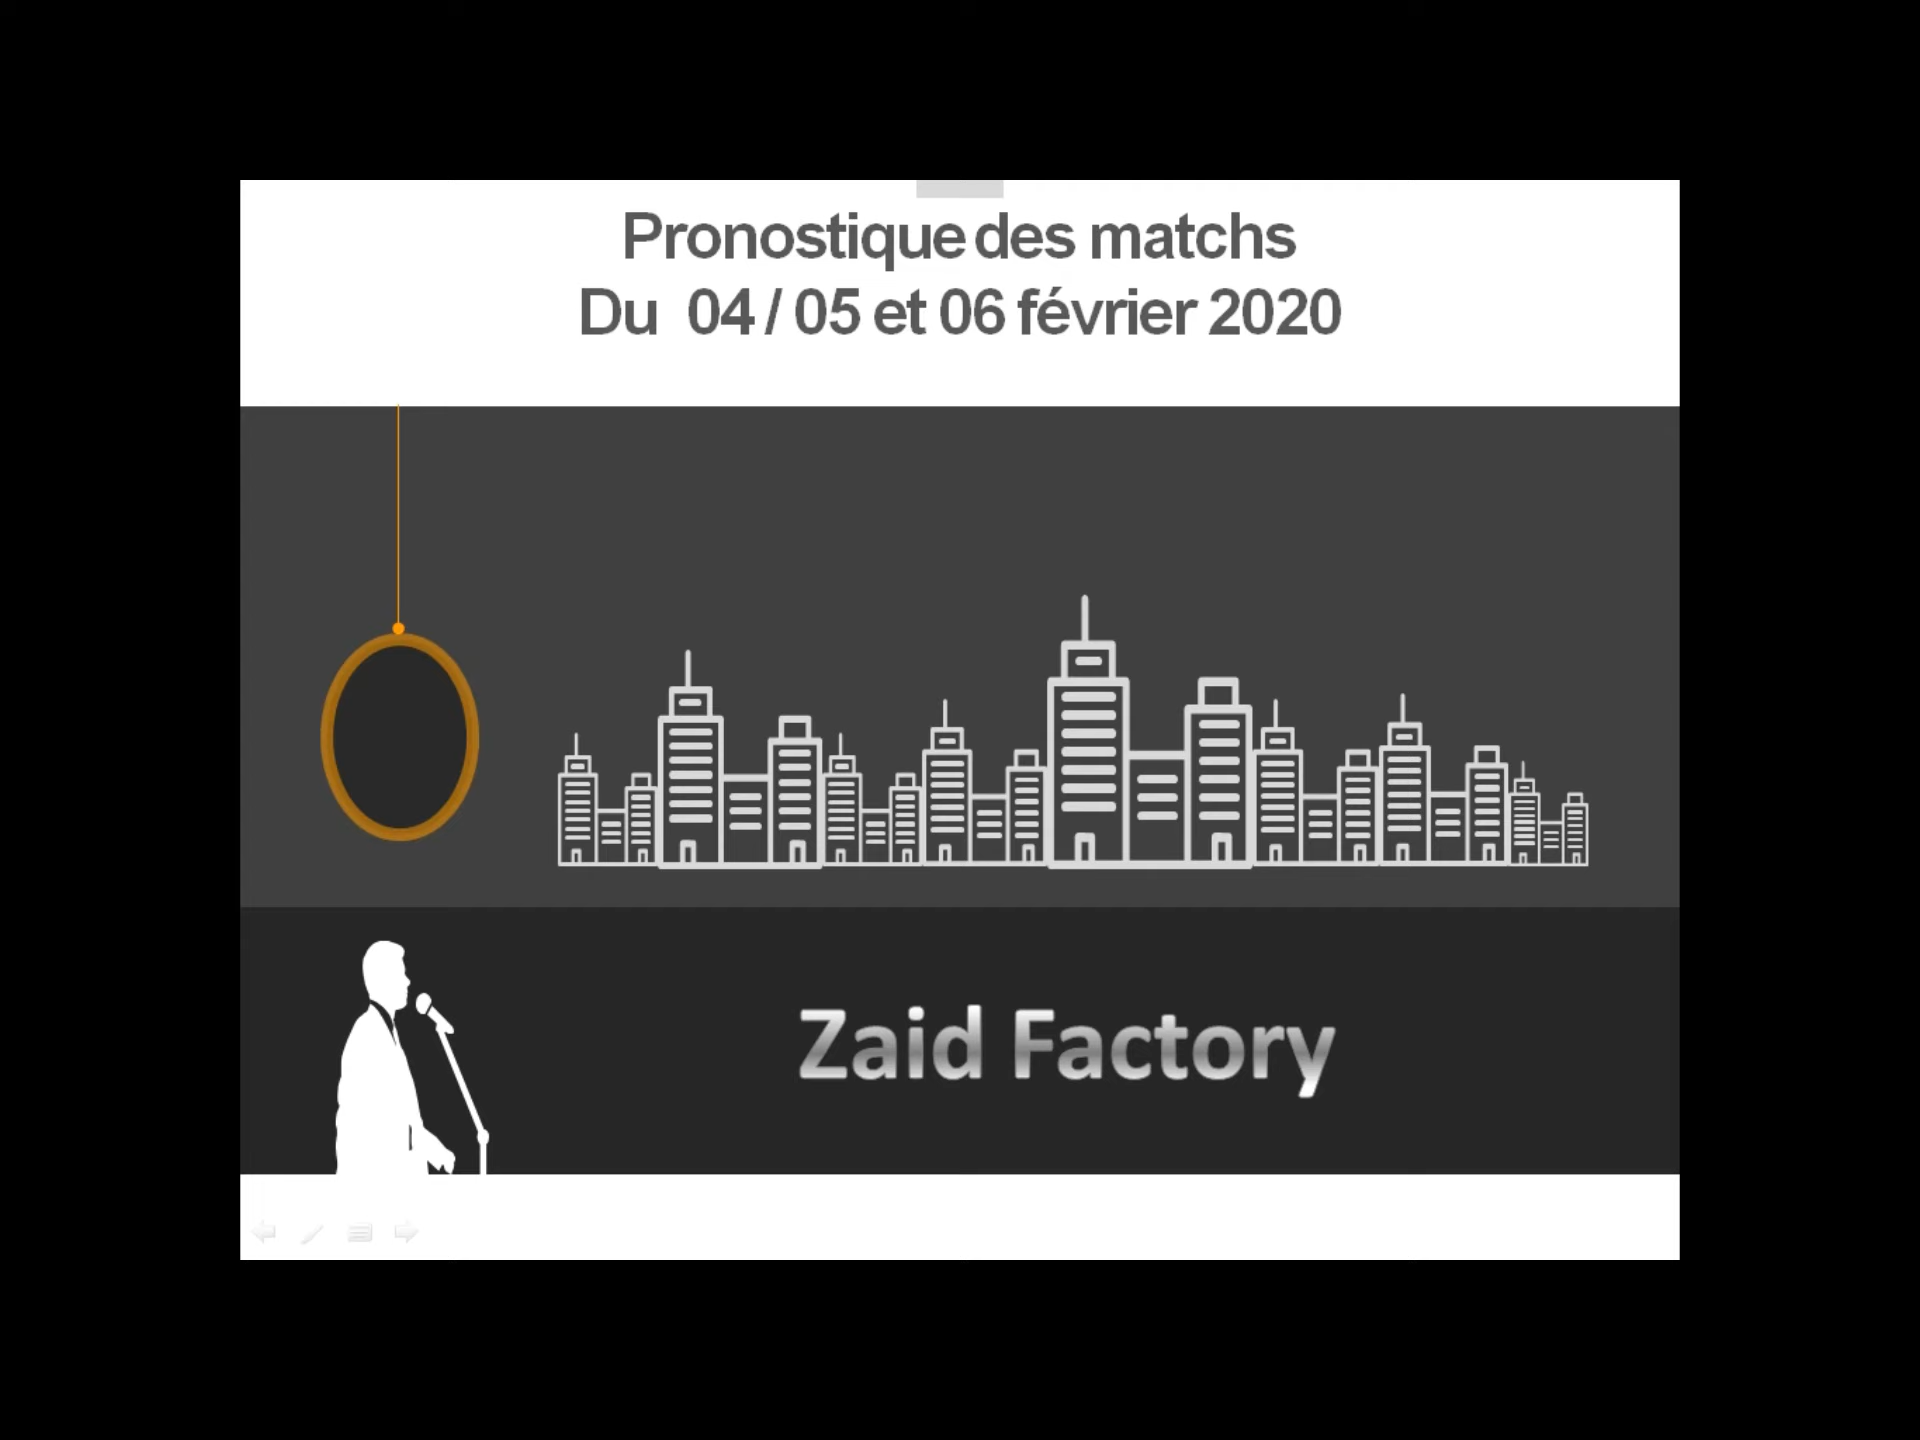 Pronostique des matchs
Du 04 / 05 et 06 février 2020
Zaid Factory